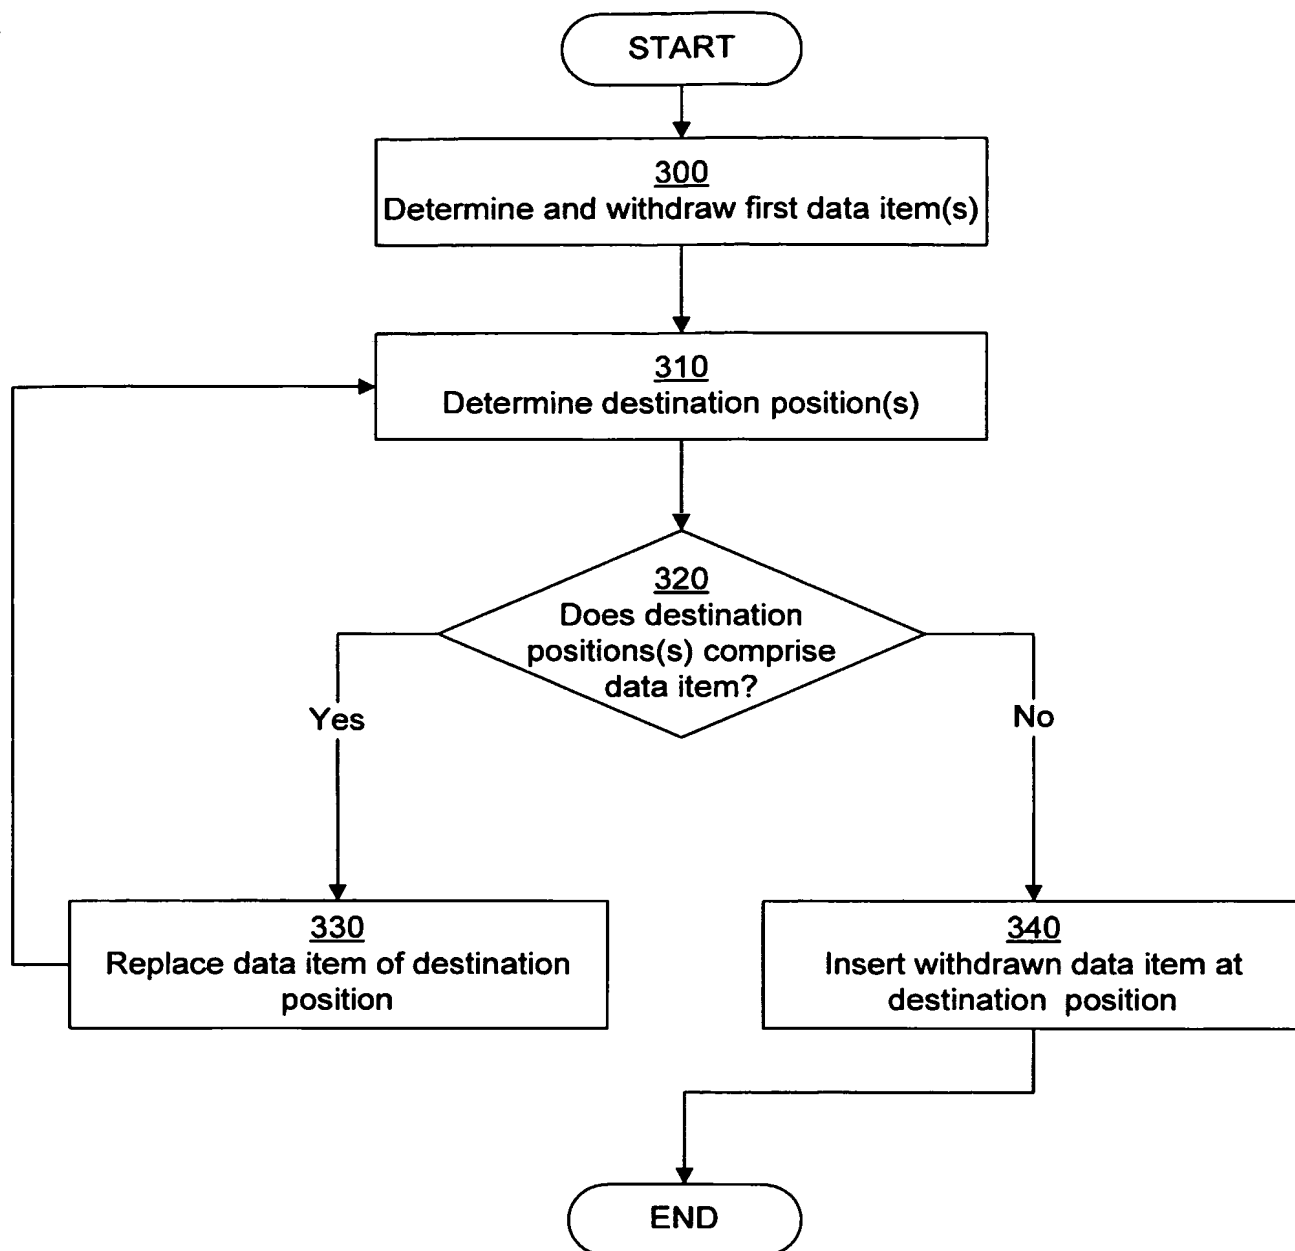 START
300
Determine and withdraw first data item(s)
310
Determine destination position(s)
320
Does destination
positions(s) comprise
data item?
Yes
No
330
Replace data item of destination
position
340
Insert withdrawn data item at
destination position
END